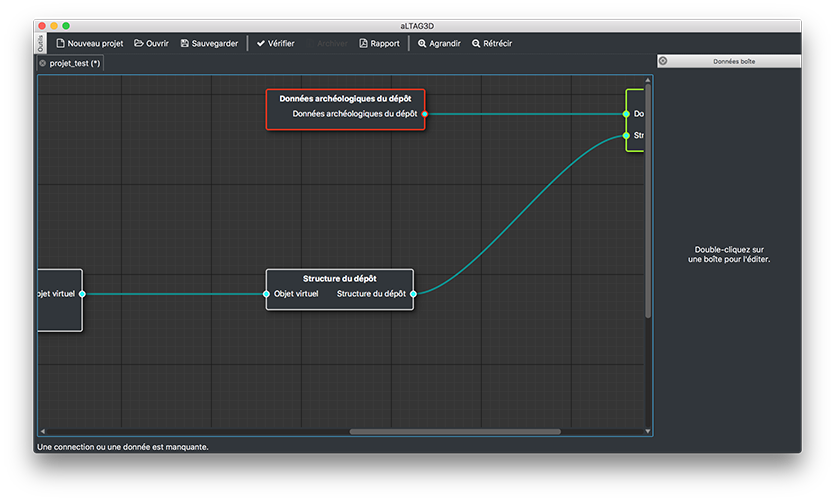 aLTAG3D
Outils
Nouveau projet Ouvrir Sauvegarder Vérifier Archiver Rapport Agrandir Rétrécir
projet_test (*)
Données boîte
Données archéologiques du dépôt
Données archéologiques du dépôt
Do
Str
Double-cliquez sur
une boîte pour l'éditer.
Structure du dépôt
ojet virtuel
Objet virtuel Structure du dépôt
Une connection ou une donnée est manquante.